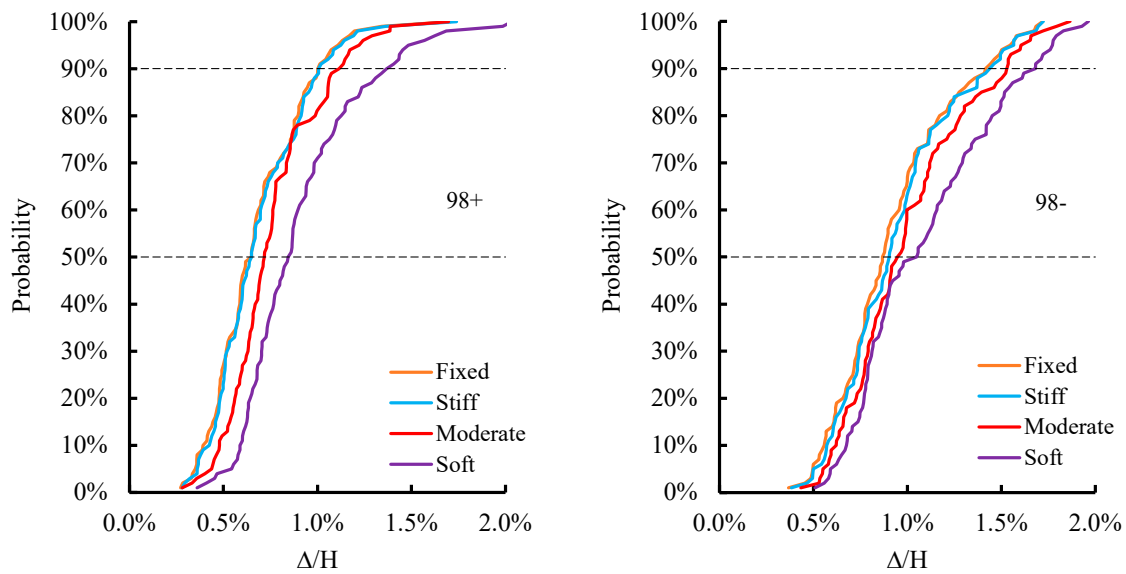 100%
90%
80%
70%
60%
50%
40%
30%
20%
10%
0%
Probability
98+
Fixed
Stiff
Moderate
Soft
0.0% 0.5% 1.0% 1.5% 2.0%
Δ/H
100%
90%
80%
70%
60%
50%
40%
30%
20%
10%
0%
Probability
98-
Fixed
Stiff
Moderate
Soft
0.0% 0.5% 1.0% 1.5% 2.0%
Δ/H